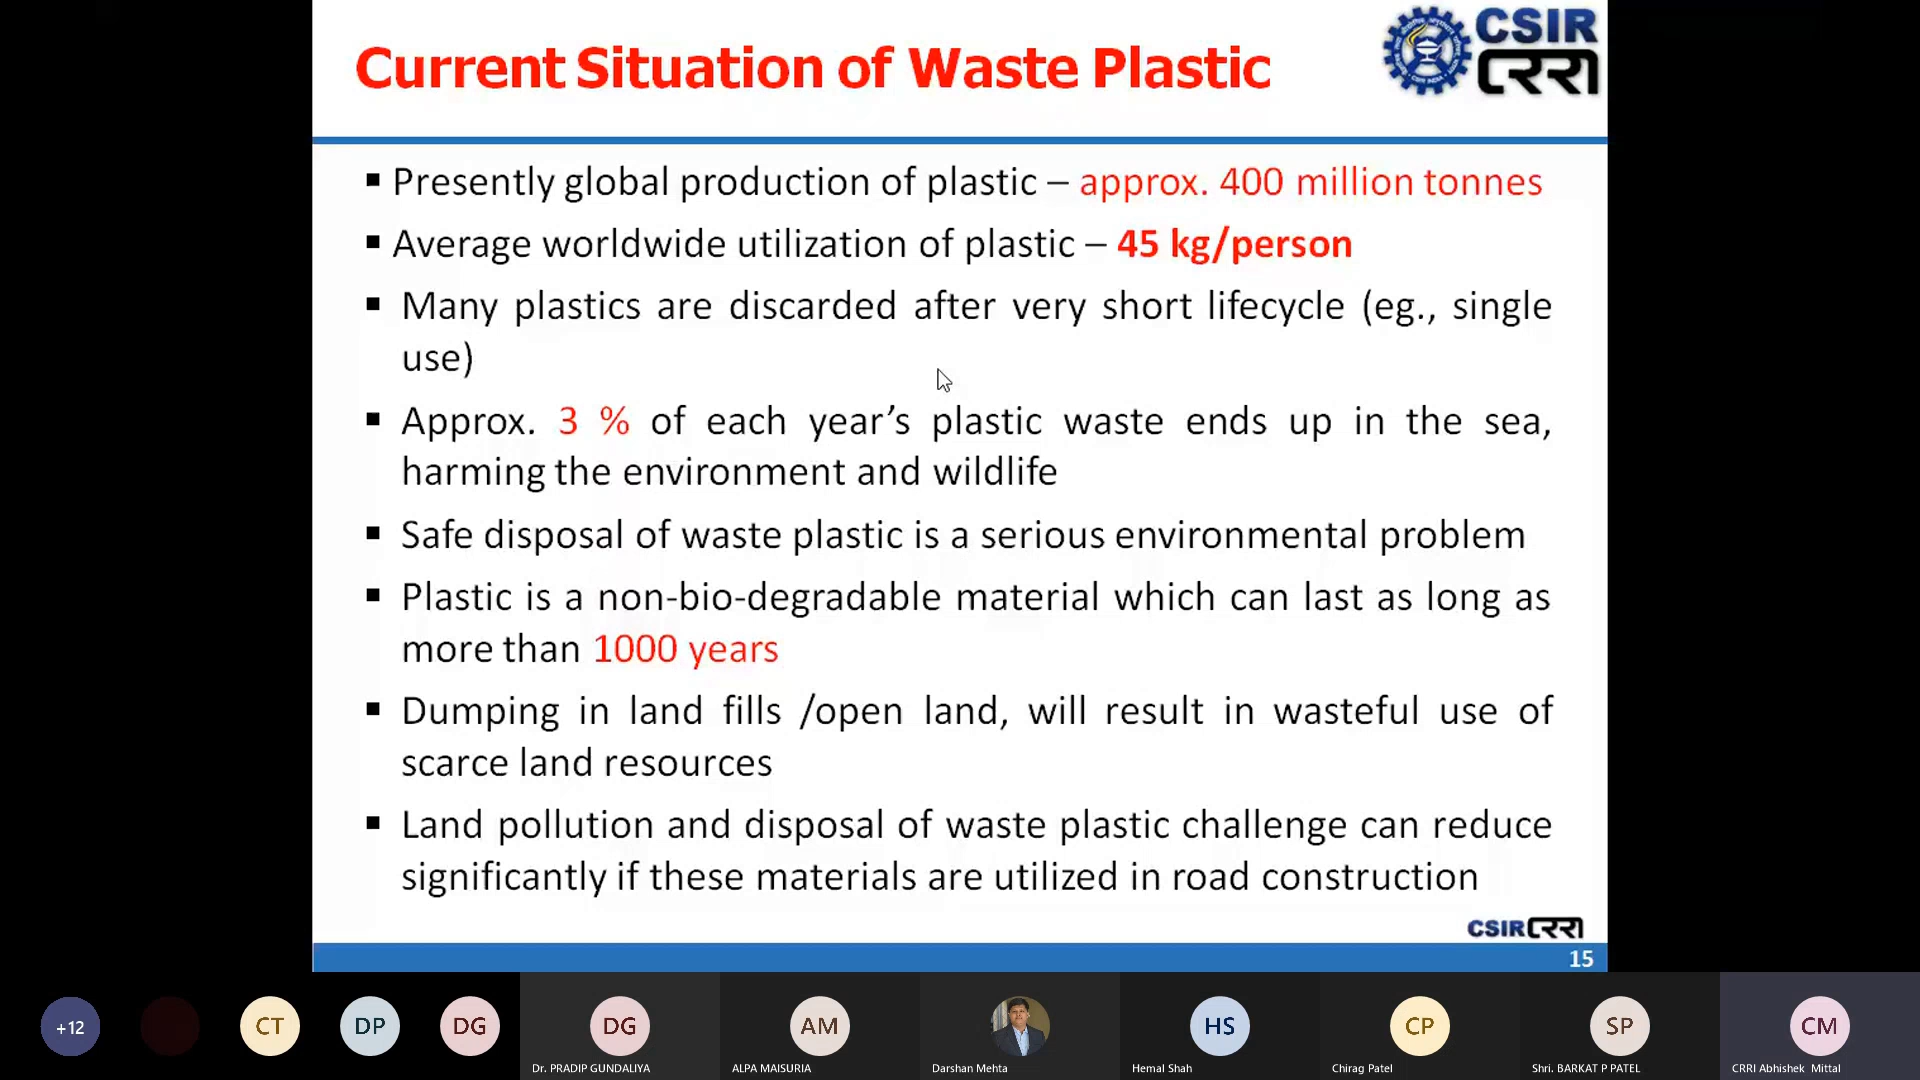 Current Situation of Waste Plastic
CSIR
CRRI
▪ Presently global production of plastic – approx. 400 million tonnes
▪ Average worldwide utilization of plastic – 45 kg/person
▪ Many plastics are discarded after very short lifecycle (eg., single
use)
▪ Approx. 3 % of each year’s plastic waste ends up in the sea,
harming the environment and wildlife
▪ Safe disposal of waste plastic is a serious environmental problem
▪ Plastic is a non-bio-degradable material which can last as long as
more than 1000 years
▪ Dumping in land fills /open land, will result in wasteful use of
scarce land resources
▪ Land pollution and disposal of waste plastic challenge can reduce
significantly if these materials are utilized in road construction
CSIR CRRI
15
+12
CT
DP
DG
DG
AM
HS
CP
SP
CM
Dr. PRADIP GUNDALIYA
ALPA MAISURIA
Darshan Mehta
Hemal Shah
Chirag Patel
Shri. BARKAT P PATEL
CRRI Abhishek Mittal